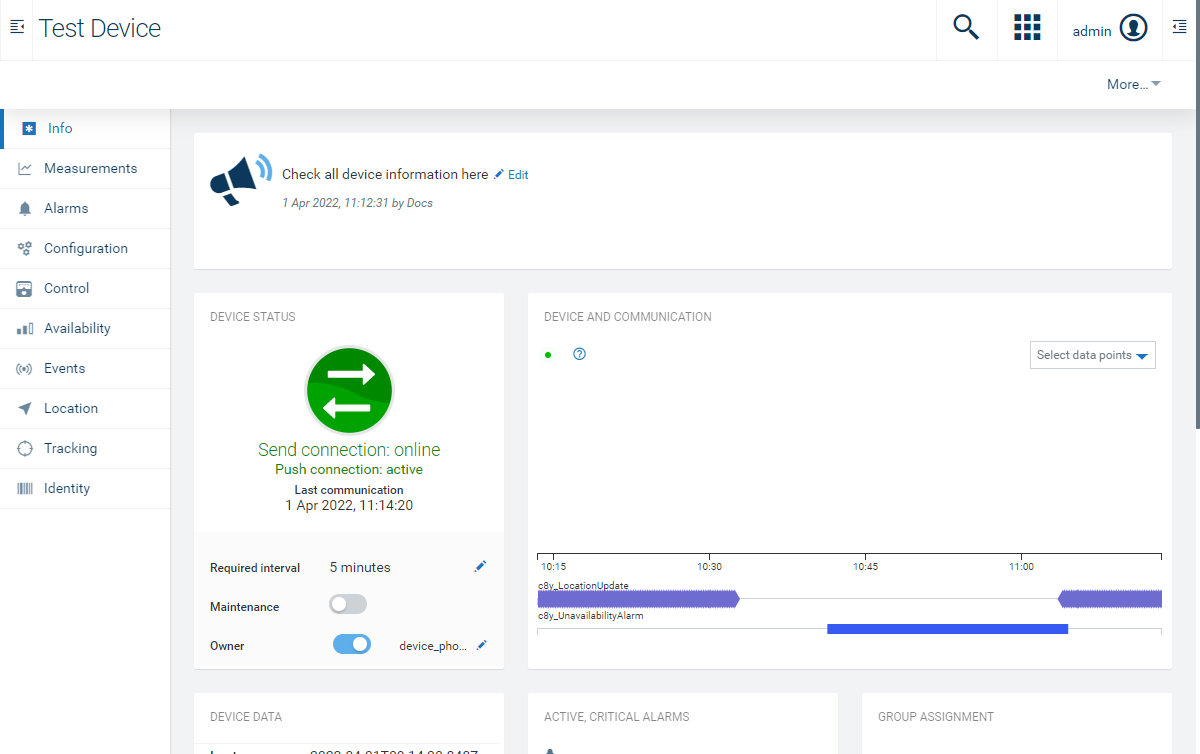 Test Device
admin
More...
Info
Measurements
Alarms
Configuration
Control
Availability
Events
Location
Tracking
Identity
Check all device information here Edit
1 Apr 2022, 11:12:31 by Docs
DEVICE STATUS
Send connection: online
Push connection: active
Last communication
1 Apr 2022, 11:14:20
Required interval 5 minutes
Maintenance
Owner device_pho...
DEVICE AND COMMUNICATION
Select data points
10:15 10:30 10:45 11:00
c8y_LocationUpdate
c8y_UnavailabilityAlarm
DEVICE DATA
ACTIVE, CRITICAL ALARMS
GROUP ASSIGNMENT